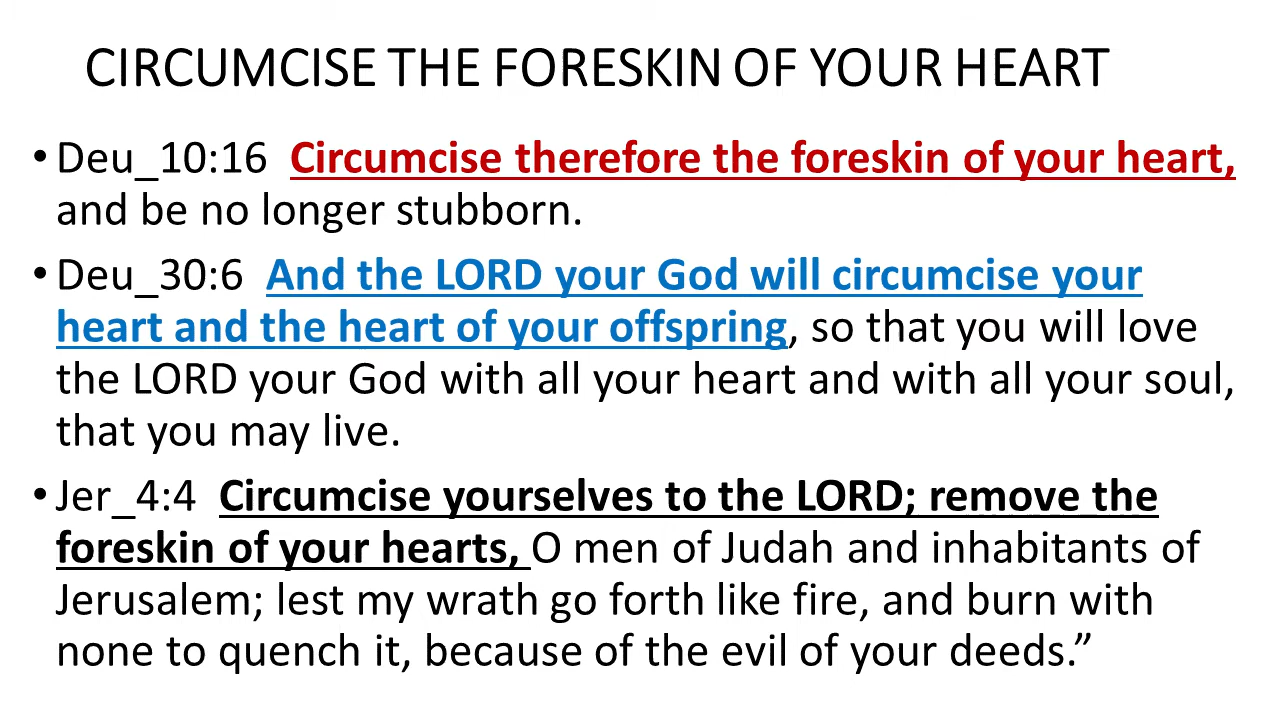 CIRCUMCISE THE FORESKIN OF YOUR HEART
• Deu_10:16 Circumcise therefore the foreskin of your heart,
and be no longer stubborn.
• Deu_30:6 And the LORD your God will circumcise your
heart and the heart of your offspring, so that you will love
the LORD your God with all your heart and with all your soul,
that you may live.
• Jer_4:4 Circumcise yourselves to the LORD; remove the
foreskin of your hearts, O men of Judah and inhabitants of
Jerusalem; lest my wrath go forth like fire, and burn with
none to quench it, because of the evil of your deeds.”